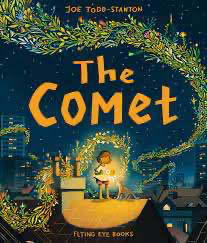 JOE TODD-STANTON
The
COMET
FLYING EYE BOOKS